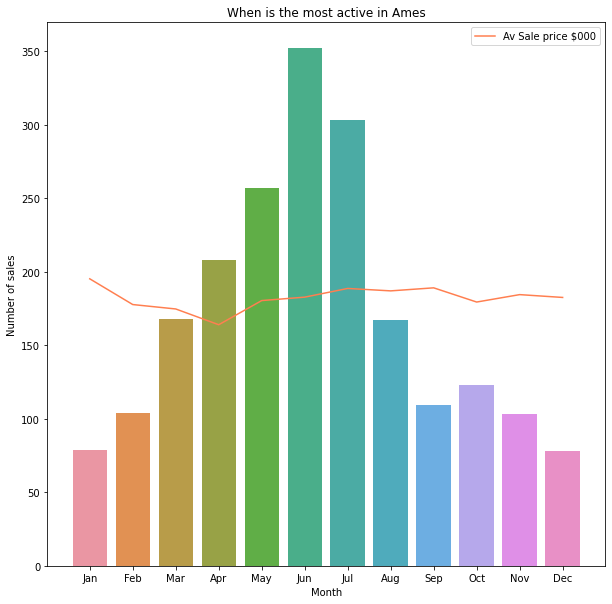 When is the most active in Ames
Av Sale price $000
Number of sales
350
300
250
200
150
100
50
0
Jan Feb Mar Apr May Jun Jul Aug Sep Oct Nov Dec
Month